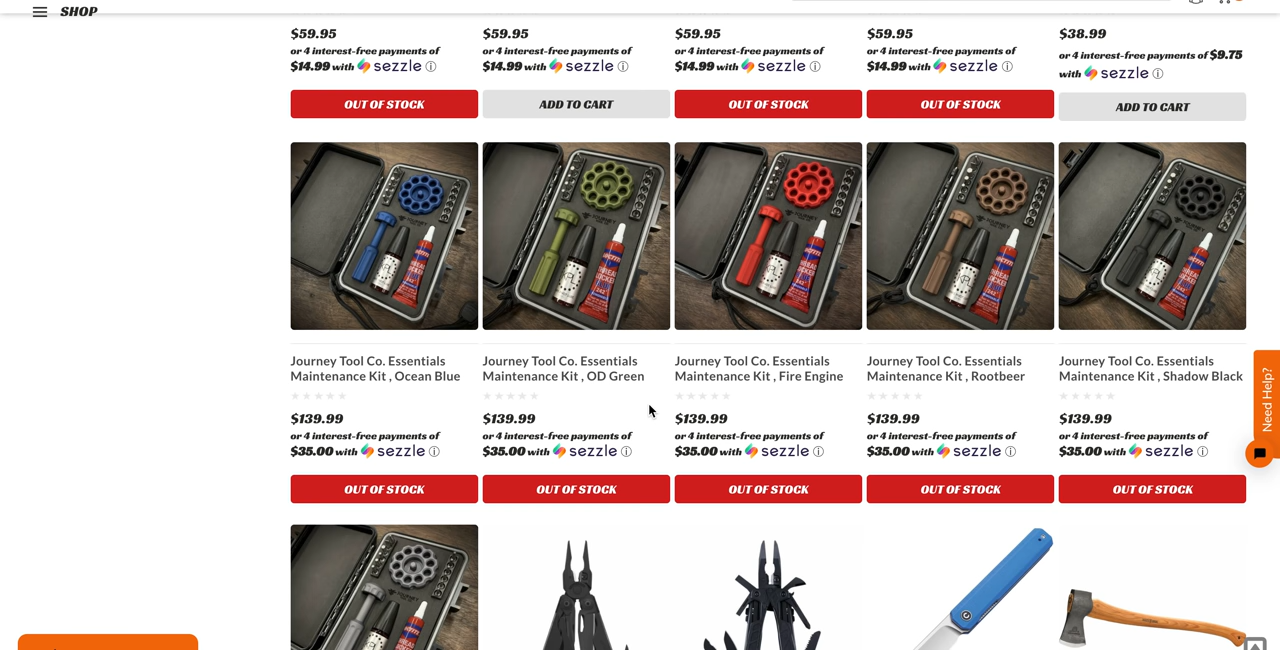 SHOP
$59.95
or 4 interest-free payments of
$14.99 with sezzle
OUT OF STOCK
$59.95
or 4 interest-free payments of
$14.99 with sezzle
ADD TO CART
$59.95
or 4 interest-free payments of
$14.99 with sezzle
OUT OF STOCK
$59.95
or 4 interest-free payments of
$14.99 with sezzle
OUT OF STOCK
$38.99
or 4 interest-free payments of $9.75
with sezzle
ADD TO CART
Journey Tool Co. Essentials
Maintenance Kit , Ocean Blue
$139.99
or 4 interest-free payments of
$35.00 with sezzle
OUT OF STOCK
Journey Tool Co. Essentials
Maintenance Kit , OD Green
$139.99
or 4 interest-free payments of
$35.00 with sezzle
OUT OF STOCK
Journey Tool Co. Essentials
Maintenance Kit , Fire Engine
$139.99
or 4 interest-free payments of
$35.00 with sezzle
OUT OF STOCK
Journey Tool Co. Essentials
Maintenance Kit , Rootbeer
$139.99
or 4 interest-free payments of
$35.00 with sezzle
OUT OF STOCK
Journey Tool Co. Essentials
Maintenance Kit , Shadow Black
$139.99
or 4 interest-free payments of
$35.00 with sezzle
OUT OF STOCK
Need Help?